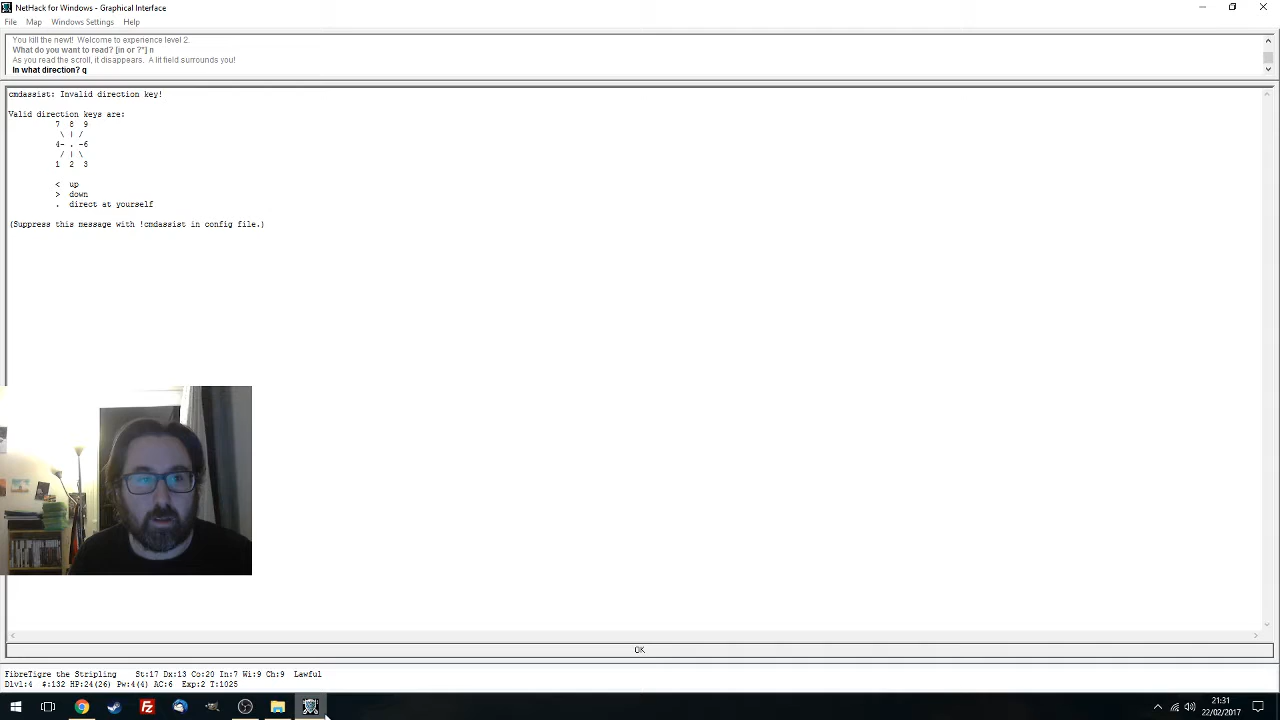 NetHack for Windows - Graphical Interface
File Map Windows Settings Help
You kill the newt! Welcome to experience level 2.
What do you want to read? [in or ?*] n
As you read the scroll, it disappears. A lit field surrounds you!
In what direction? q
cmdassist: Invalid direction key!
Valid direction keys are:
7 8 9
\ | /
4- . -6
/ | \
1 2 3
< up
> down
. direct at yourself
(Suppress this message with !cmdassist in config file.)
OK
FibreTigre the Stripling St:17 Dx:13 Co:20 In:7 Wi:9 Ch:9 Lawful
Dlvl:4 $:132 HP:24(26) Pw:4(4) AC:6 Exp:2 T:1025
21:31
22/02/2017